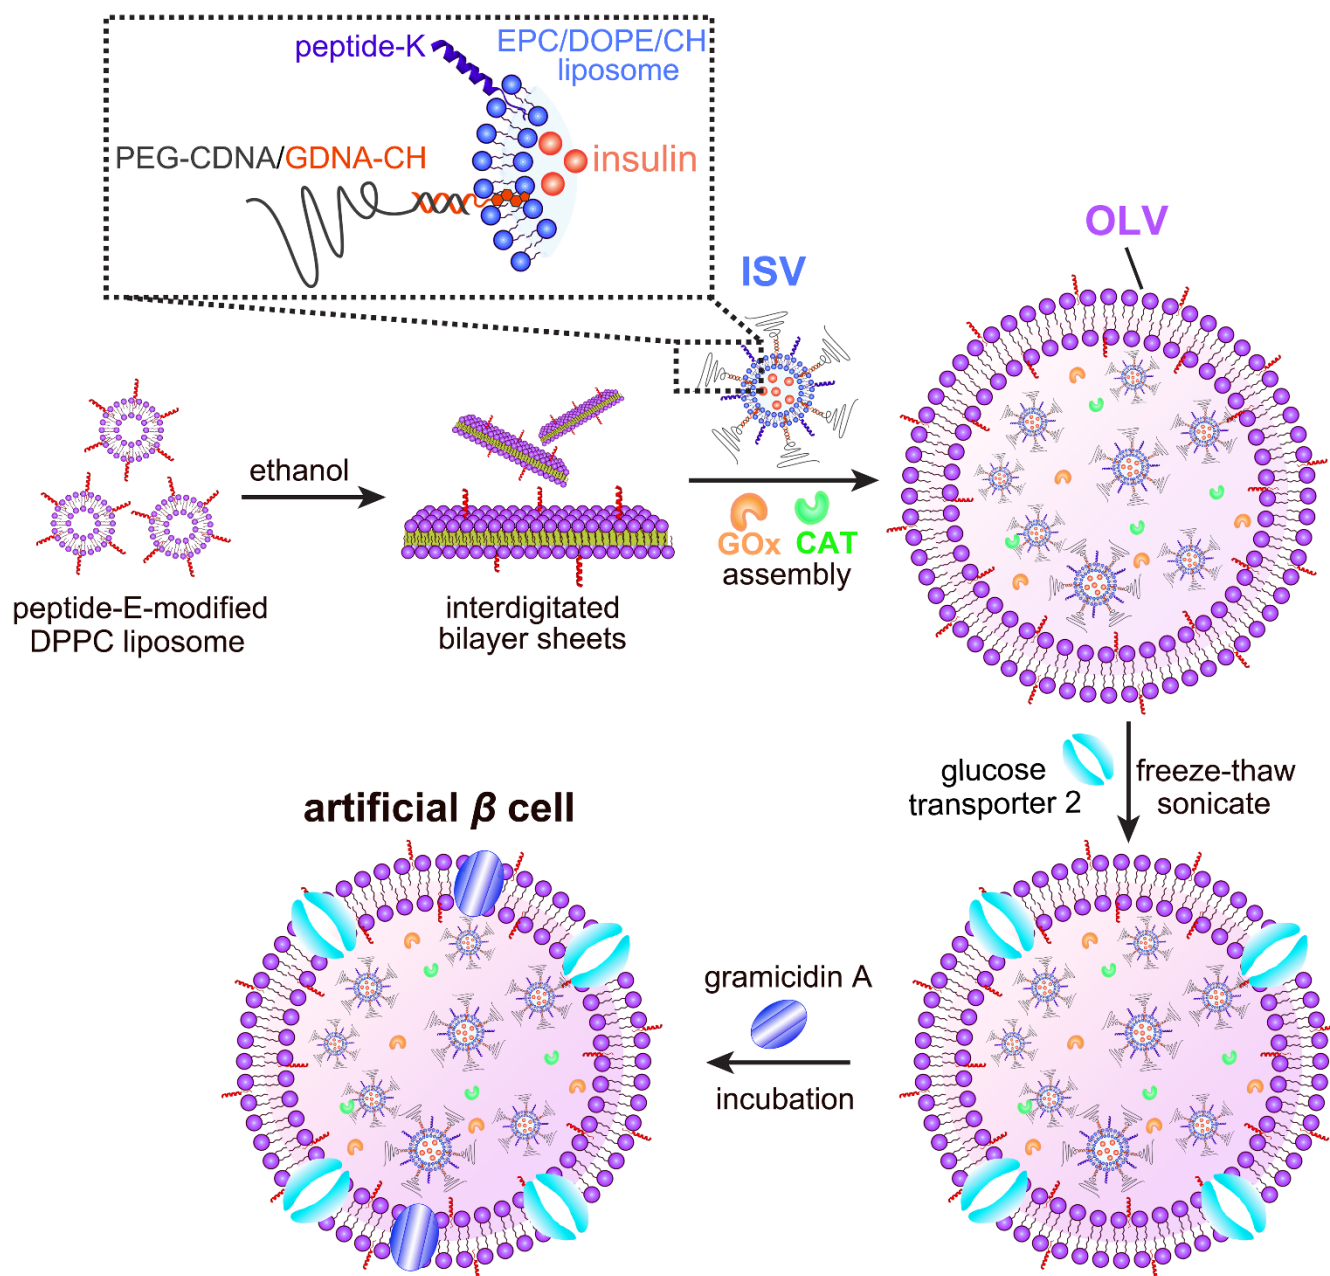 peptide-K
EPC/DOPE/CH
liposome
PEG-CDNA/GDNA-CH
insulin
ISV
OLV
ethanol
GOx CAT
assembly
peptide-E-modified
DPPC liposome
interdigitated
bilayer sheets
glucose
transporter 2
freeze-thaw
sonicate
artificial β cell
gramicidin A
incubation